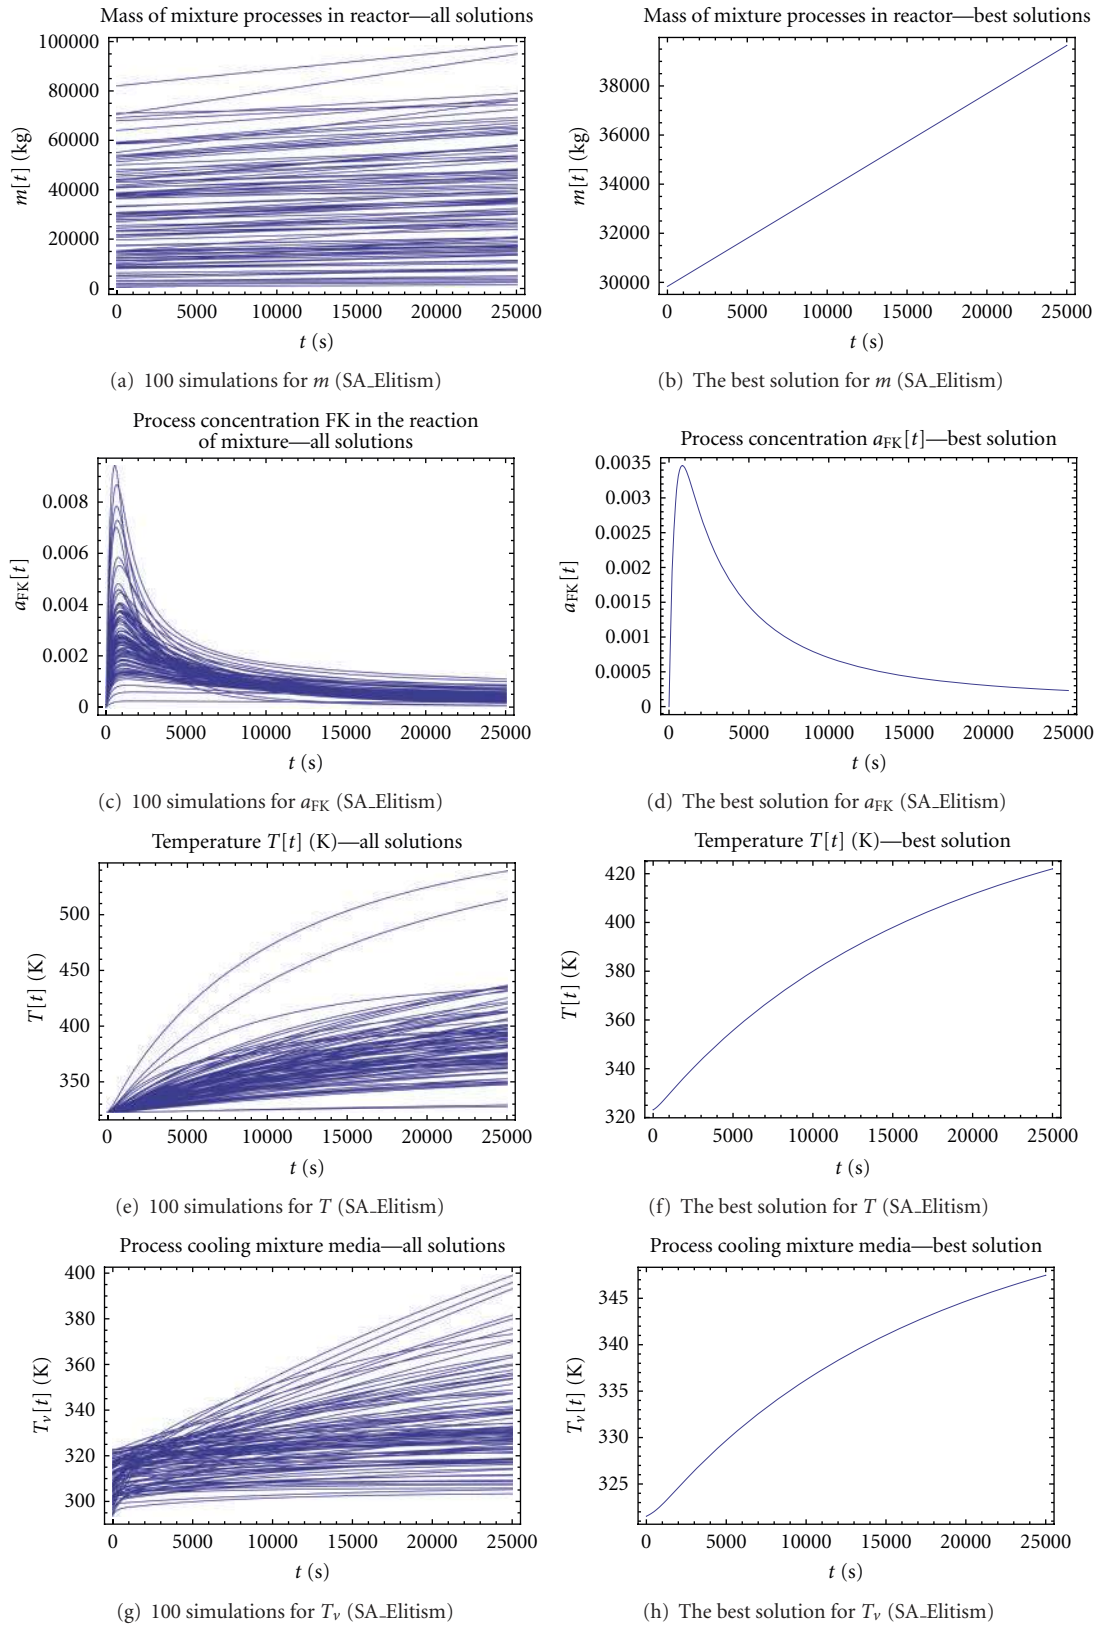 Mass of mixture processes in reactor—all solutions
100000
80000
60000
40000
20000
0
m[t] (kg)
0 5000 10000 15000 20000 25000
t (s)
(a) 100 simulations for m (SA_Elitism)
Mass of mixture processes in reactor—best solutions
38000
36000
34000
32000
30000
m[t] (kg)
0 5000 10000 15000 20000 25000
t (s)
(b) The best solution for m (SA_Elitism)
Process concentration FK in the reaction
of mixture—all solutions
0.008
0.006
0.004
0.002
0
aFK[t]
0 5000 10000 15000 20000 25000
t (s)
(c) 100 simulations for aFK (SA_Elitism)
Process concentration aFK[t]—best solution
0.0035
0.003
0.0025
0.002
0.0015
0.001
0.0005
0
aFK[t]
0 5000 10000 15000 20000 25000
t (s)
(d) The best solution for aFK (SA_Elitism)
Temperature T[t] (K)—all solutions
500
450
400
350
T[t] (K)
0 5000 10000 15000 20000 25000
t (s)
(e) 100 simulations for T (SA_Elitism)
Temperature T[t] (K)—best solution
420
400
380
360
340
320
T[t] (K)
0 5000 10000 15000 20000 25000
t (s)
(f) The best solution for T (SA_Elitism)
Process cooling mixture media—all solutions
400
380
360
340
320
300
Tv[t] (K)
0 5000 10000 15000 20000 25000
t (s)
(g) 100 simulations for Tv (SA_Elitism)
Process cooling mixture media—best solution
345
340
335
330
325
Tv[t] (K)
0 5000 10000 15000 20000 25000
t (s)
(h) The best solution for Tv (SA_Elitism)